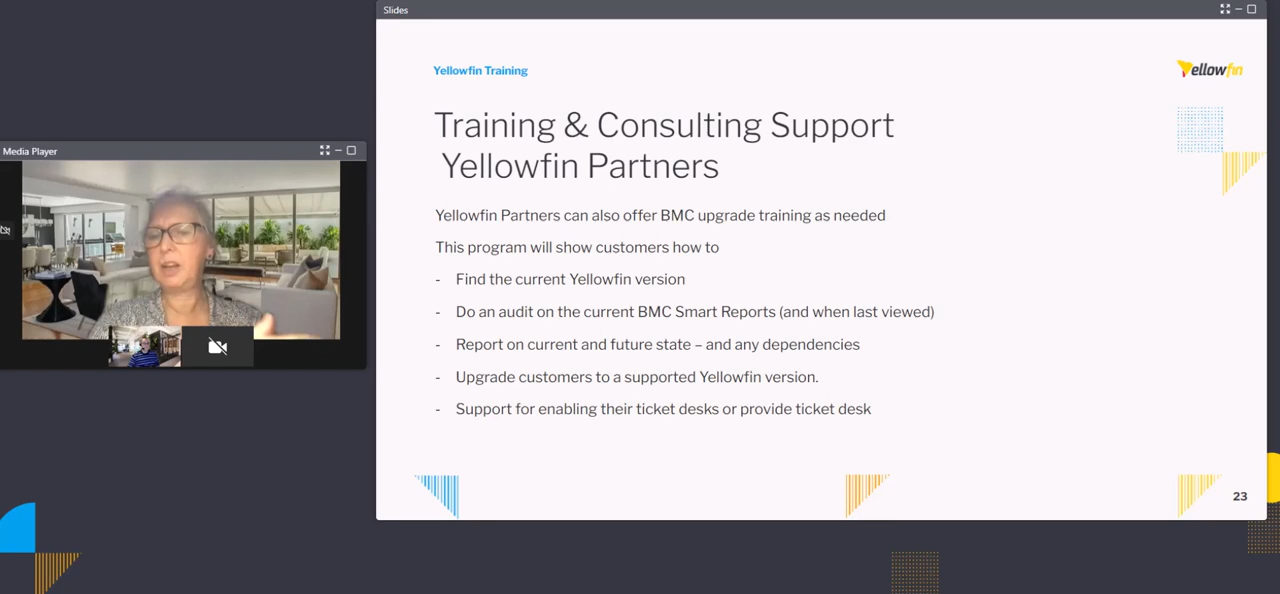 Slides
Yellowfin Training
Yellowfin
Training & Consulting Support
Yellowfin Partners
Yellowfin Partners can also offer BMC upgrade training as needed
This program will show customers how to
- Find the current Yellowfin version
- Do an audit on the current BMC Smart Reports (and when last viewed)
- Report on current and future state – and any dependencies
- Upgrade customers to a supported Yellowfin version.
- Support for enabling their ticket desks or provide ticket desk
23
Media Player